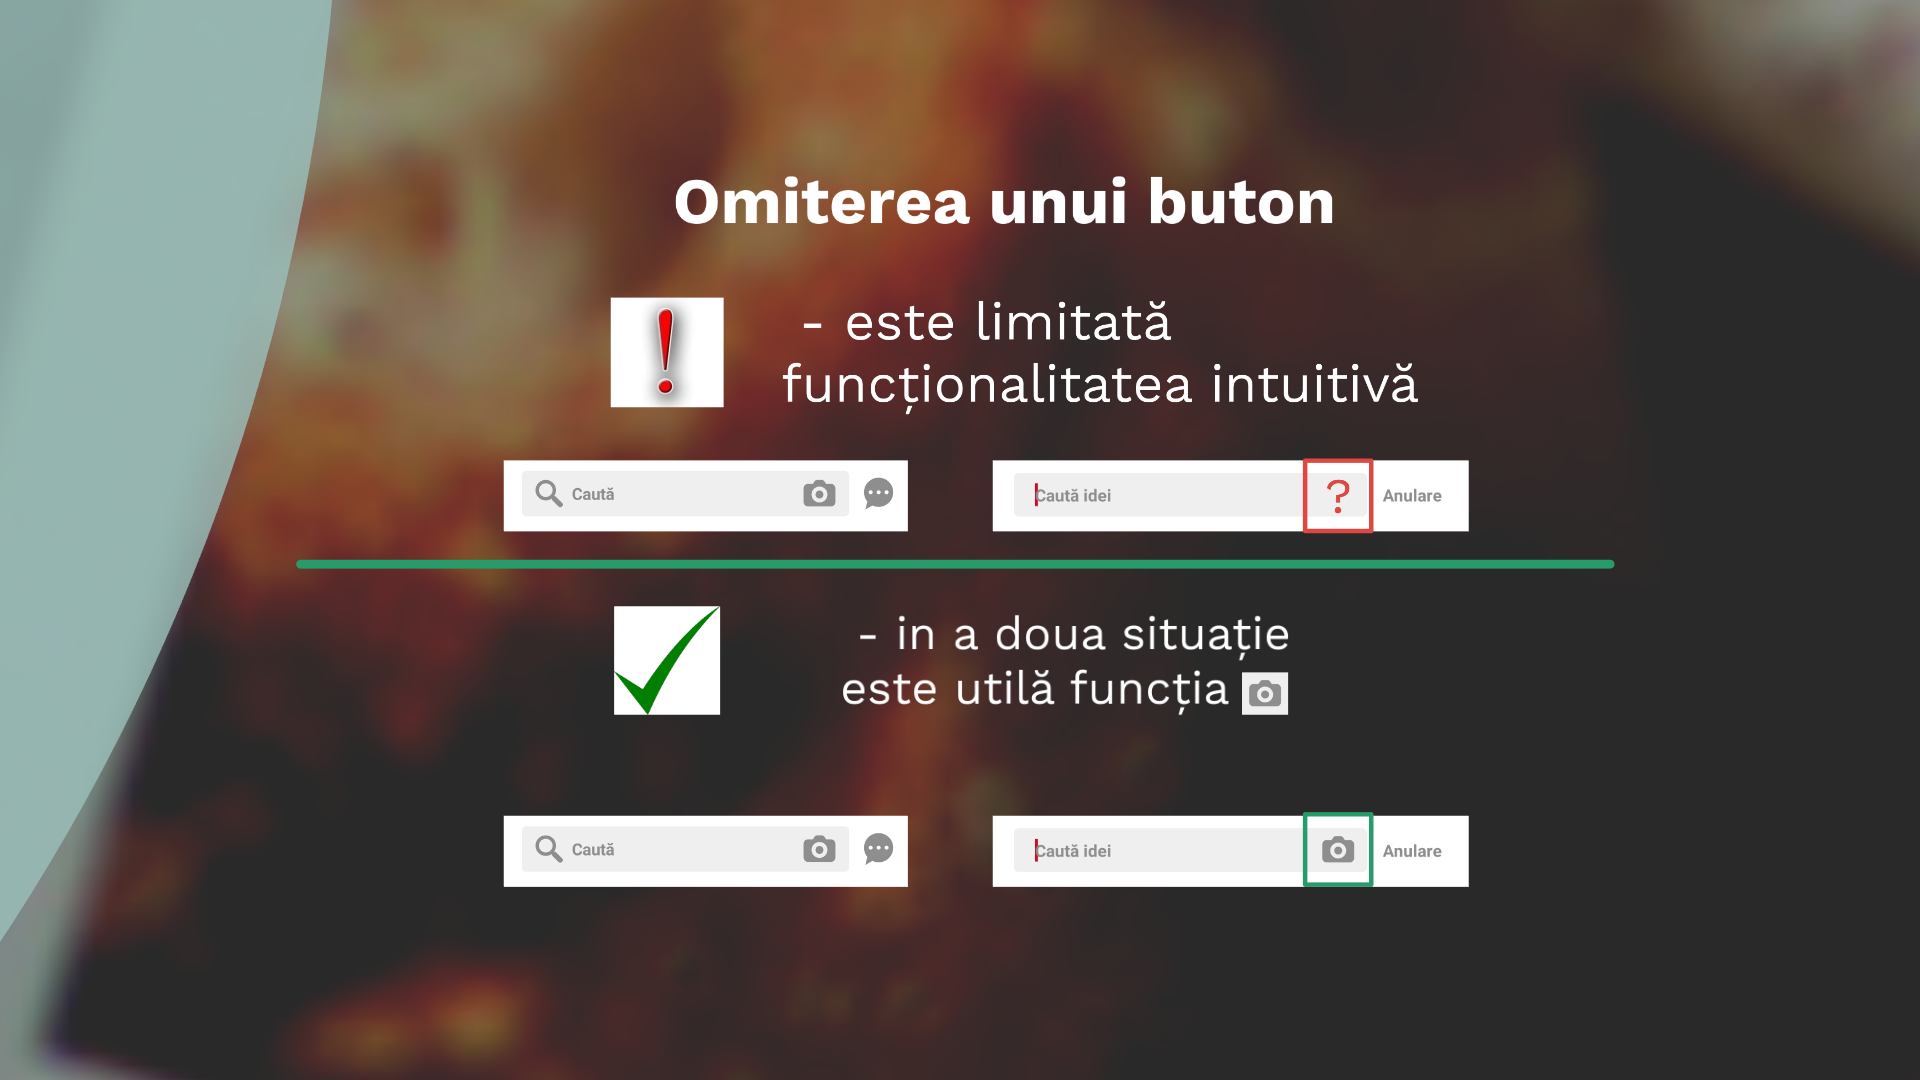 Omiterea unui buton
- este limitată
funcționalitatea intuitivă
Caută
Caută idei ? Anulare
- in a doua situație
este utilă funcția
Caută
Caută idei Anulare